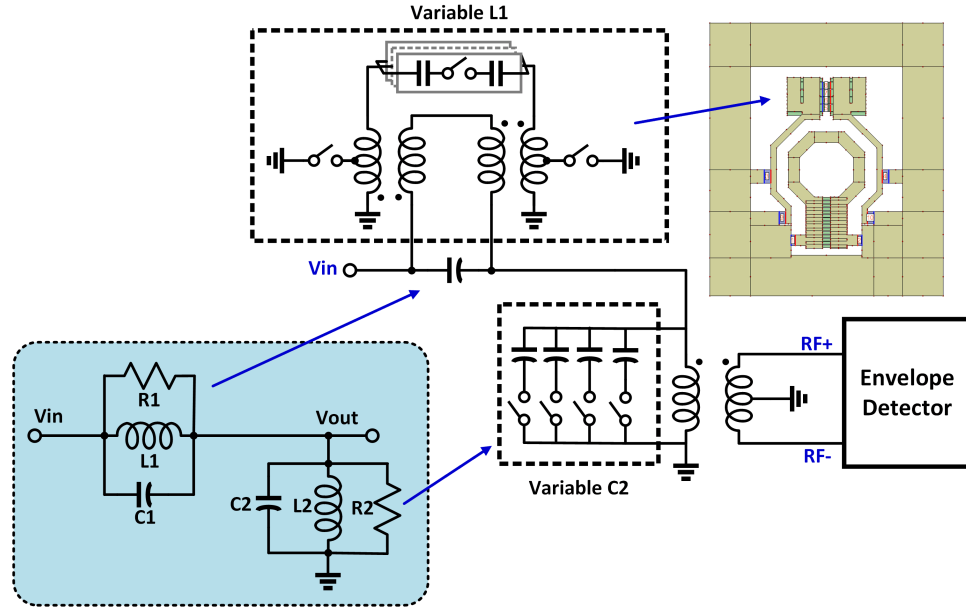 Variable L1
Vin
RF+
Envelope
Detector
RF-
Variable C2
R1
Vin
L1
C1
Vout
C2
L2
R2